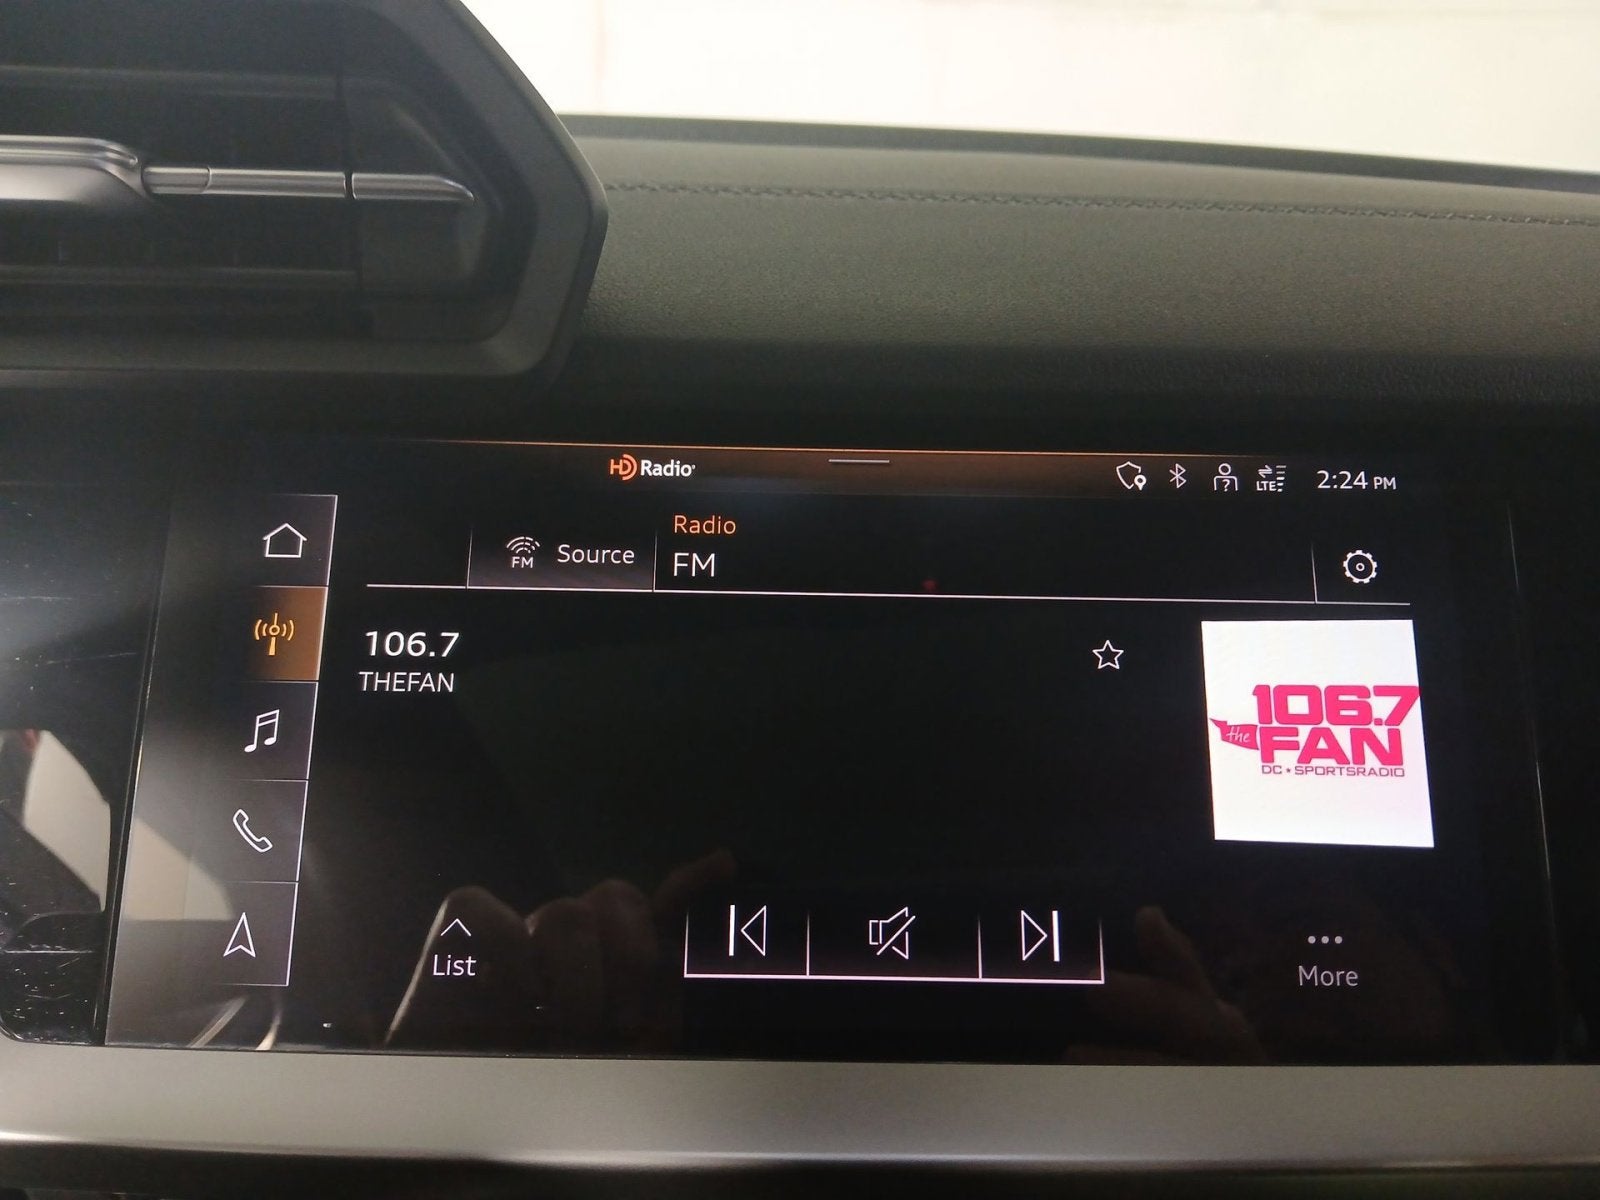 HD Radio
LTE
2:24 PM
FM Source
Radio
FM
106.7
THEFAN
106.7
the
FAN
DC ★ SPORTSRADIO
List
More